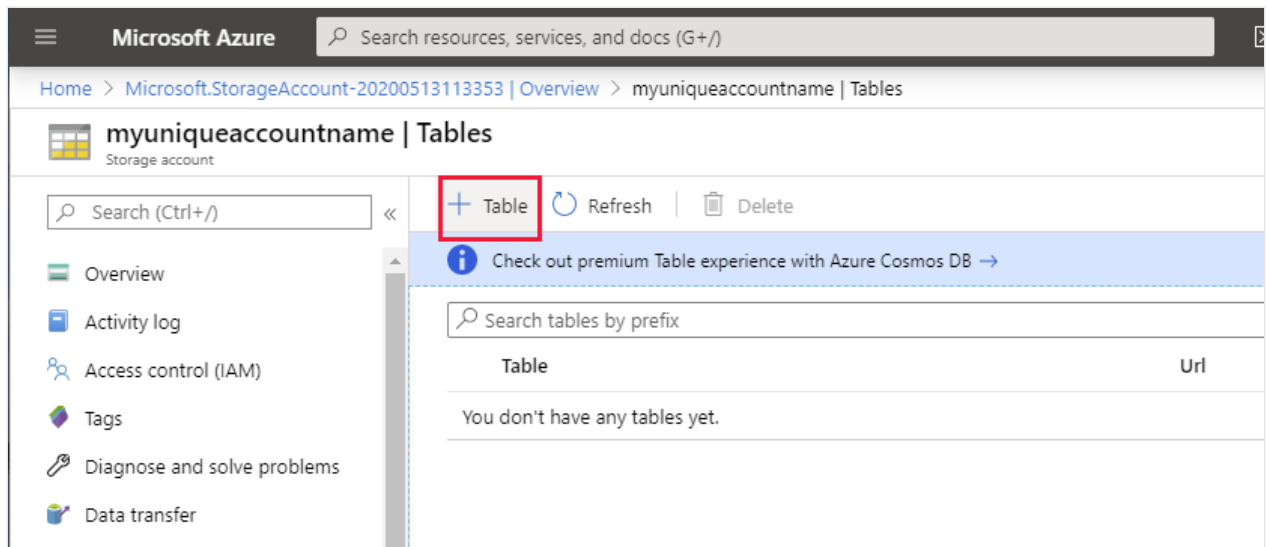 Microsoft Azure
Search resources, services, and docs (G+/)
Home > Microsoft.StorageAccount-20200513113353 | Overview > myuniqueaccountname | Tables
myuniqueaccountname | Tables
Storage account
Search (Ctrl+/)
«
+ Table
Refresh
Delete
Check out premium Table experience with Azure Cosmos DB →
Search tables by prefix
Table
Url
You don't have any tables yet.
Overview
Activity log
Access control (IAM)
Tags
Diagnose and solve problems
Data transfer